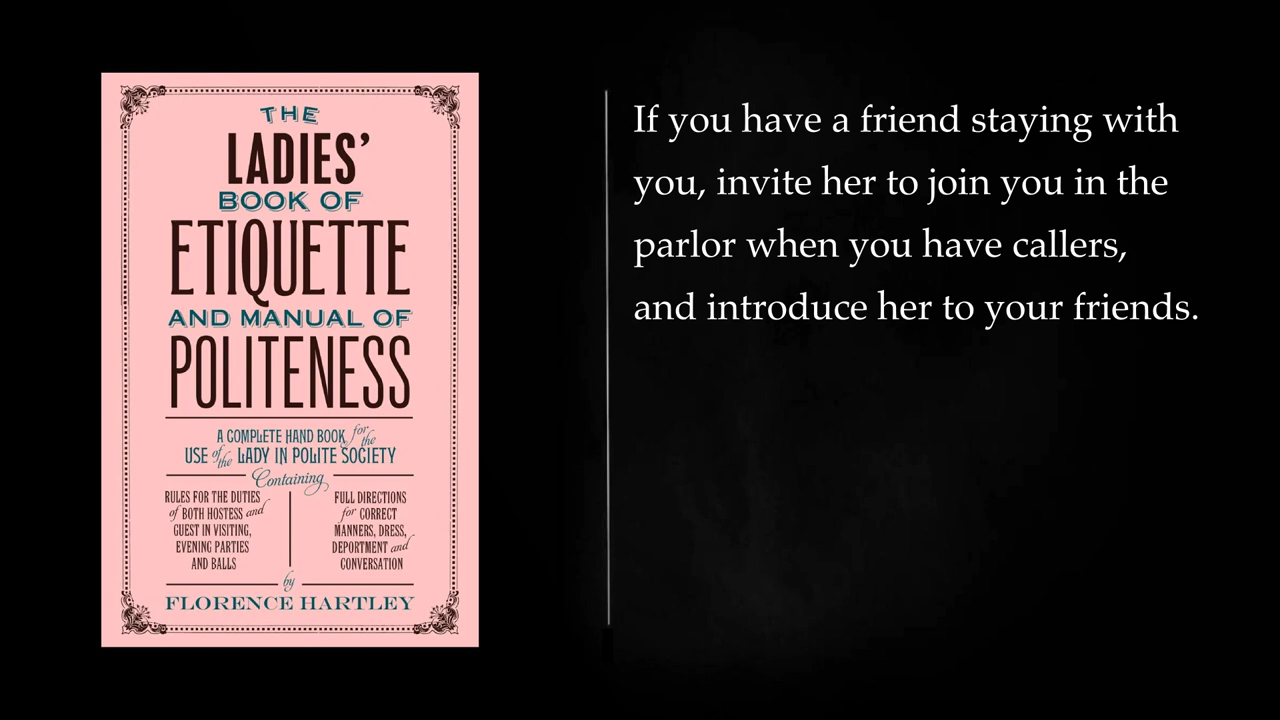 THE
LADIES'
BOOK OF
ETIQUETTE
AND MANUAL OF
POLITENESS
A COMPLETE HAND BOOK for the
USE of the LADY IN POLITE SOCIETY
Containing
RULES FOR THE DUTIES
of BOTH HOSTESS and
GUEST IN VISITING,
EVENING PARTIES
AND BALLS
FULL DIRECTIONS
for CORRECT
MANNERS, DRESS,
DEPORTMENT and
CONVERSATION
by
FLORENCE HARTLEY
If you have a friend staying with
you, invite her to join you in the
parlor when you have callers,
and introduce her to your friends.